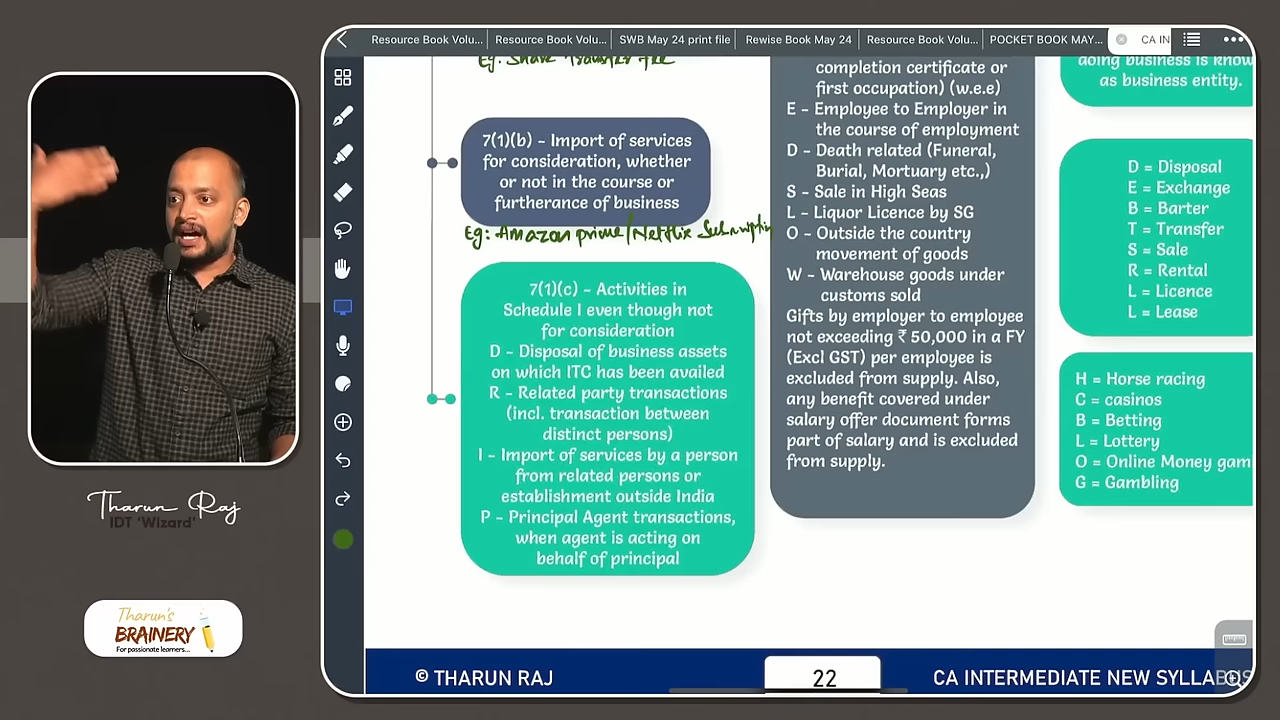 Resource Book Volu...
Resource Book Volu...
SWB May 24 print file
Rewise Book May 24
Resource Book Volu...
POCKET BOOK MAY...
CA IN
Eg: Share Transfer Fee
7(1)(b) - Import of services
for consideration, whether
or not in the course or
furtherance of business
Eg: Amazon prime/Netflix Subscription
7(1)(c) - Activities in
Schedule I even though not
for consideration
D - Disposal of business assets
on which ITC has been availed
R - Related party transactions
(incl. transaction between
distinct persons)
I - Import of services by a person
from related persons or
establishment outside India
P - Principal Agent transactions,
when agent is acting on
behalf of principal
completion certificate or
first occupation) (w.e.e)
E - Employee to Employer in
the course of employment
D - Death related (Funeral,
Burial, Mortuary etc.,)
S - Sale in High Seas
L - Liquor Licence by SG
O - Outside the country
movement of goods
W - Warehouse goods under
customs sold
Gifts by employer to employee
not exceeding ₹ 50,000 in a FY
(Excl GST) per employee is
excluded from supply. Also,
any benefit covered under
salary offer document forms
part of salary and is excluded
from supply.
doing business is know
as business entity.
D = Disposal
E = Exchange
B = Barter
T = Transfer
S = Sale
R = Rental
L = Licence
L = Lease
H = Horse racing
C = casinos
B = Betting
L = Lottery
O = Online Money gam
G = Gambling
Tharun Raj
IDT 'Wizard'
Tharun's
BRAINERY
For passionate learners...
© THARUN RAJ
22
CA INTERMEDIATE NEW SYLLABUS